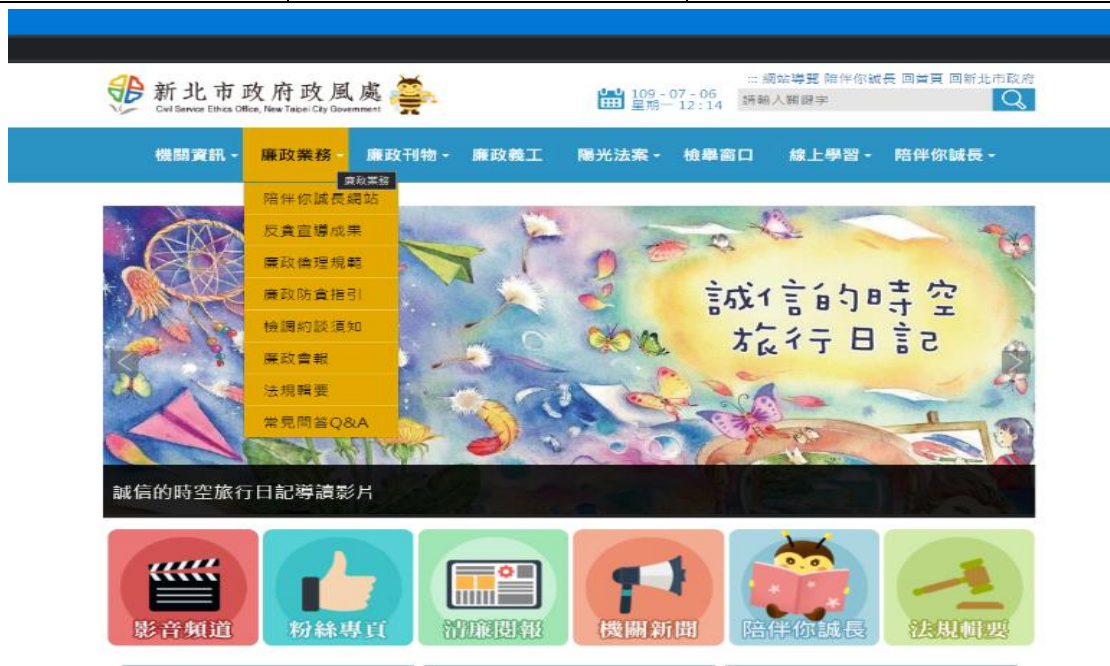 ::: 網站導覽 陪伴你誠長 回首頁 回新北市政府
新北市政府政風處
Civil Service Ethics Office, New Taipei City Government
109 - 07 - 06
星期一 12 : 14
請輸入關鍵字
機關資訊 廉政業務 廉政刊物 廉政義工 陽光法案 檢舉窗口 線上學習 陪伴你誠長
廉政業務
陪伴你誠長網站
反貪宣導成果
廉政倫理規範
廉政防貪指引
檢調約談須知
廉政會報
法規輯要
常見問答Q&A
誠信的時空
旅行日記
誠信的時空旅行日記導讀影片
影音頻道 粉絲專頁 清廉閱報 機關新聞 陪伴你誠長 法規輯要